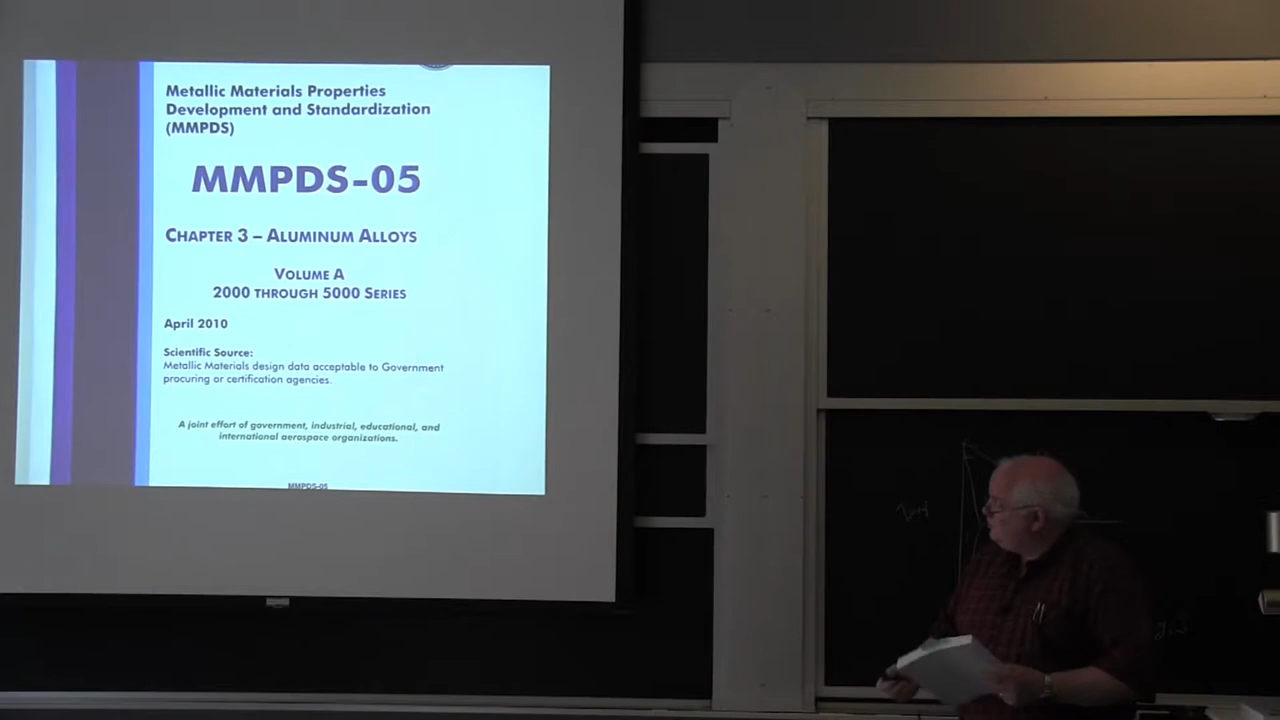 Metallic Materials Properties
Development and Standardization
(MMPDS)
MMPDS-05
CHAPTER 3 – ALUMINUM ALLOYS
VOLUME A
2000 THROUGH 5000 SERIES
April 2010
Scientific Source:
Metallic Materials design data acceptable to Government
procuring or certification agencies.
A joint effort of government, industrial, educational, and
international aerospace organizations.
MMPDS-05